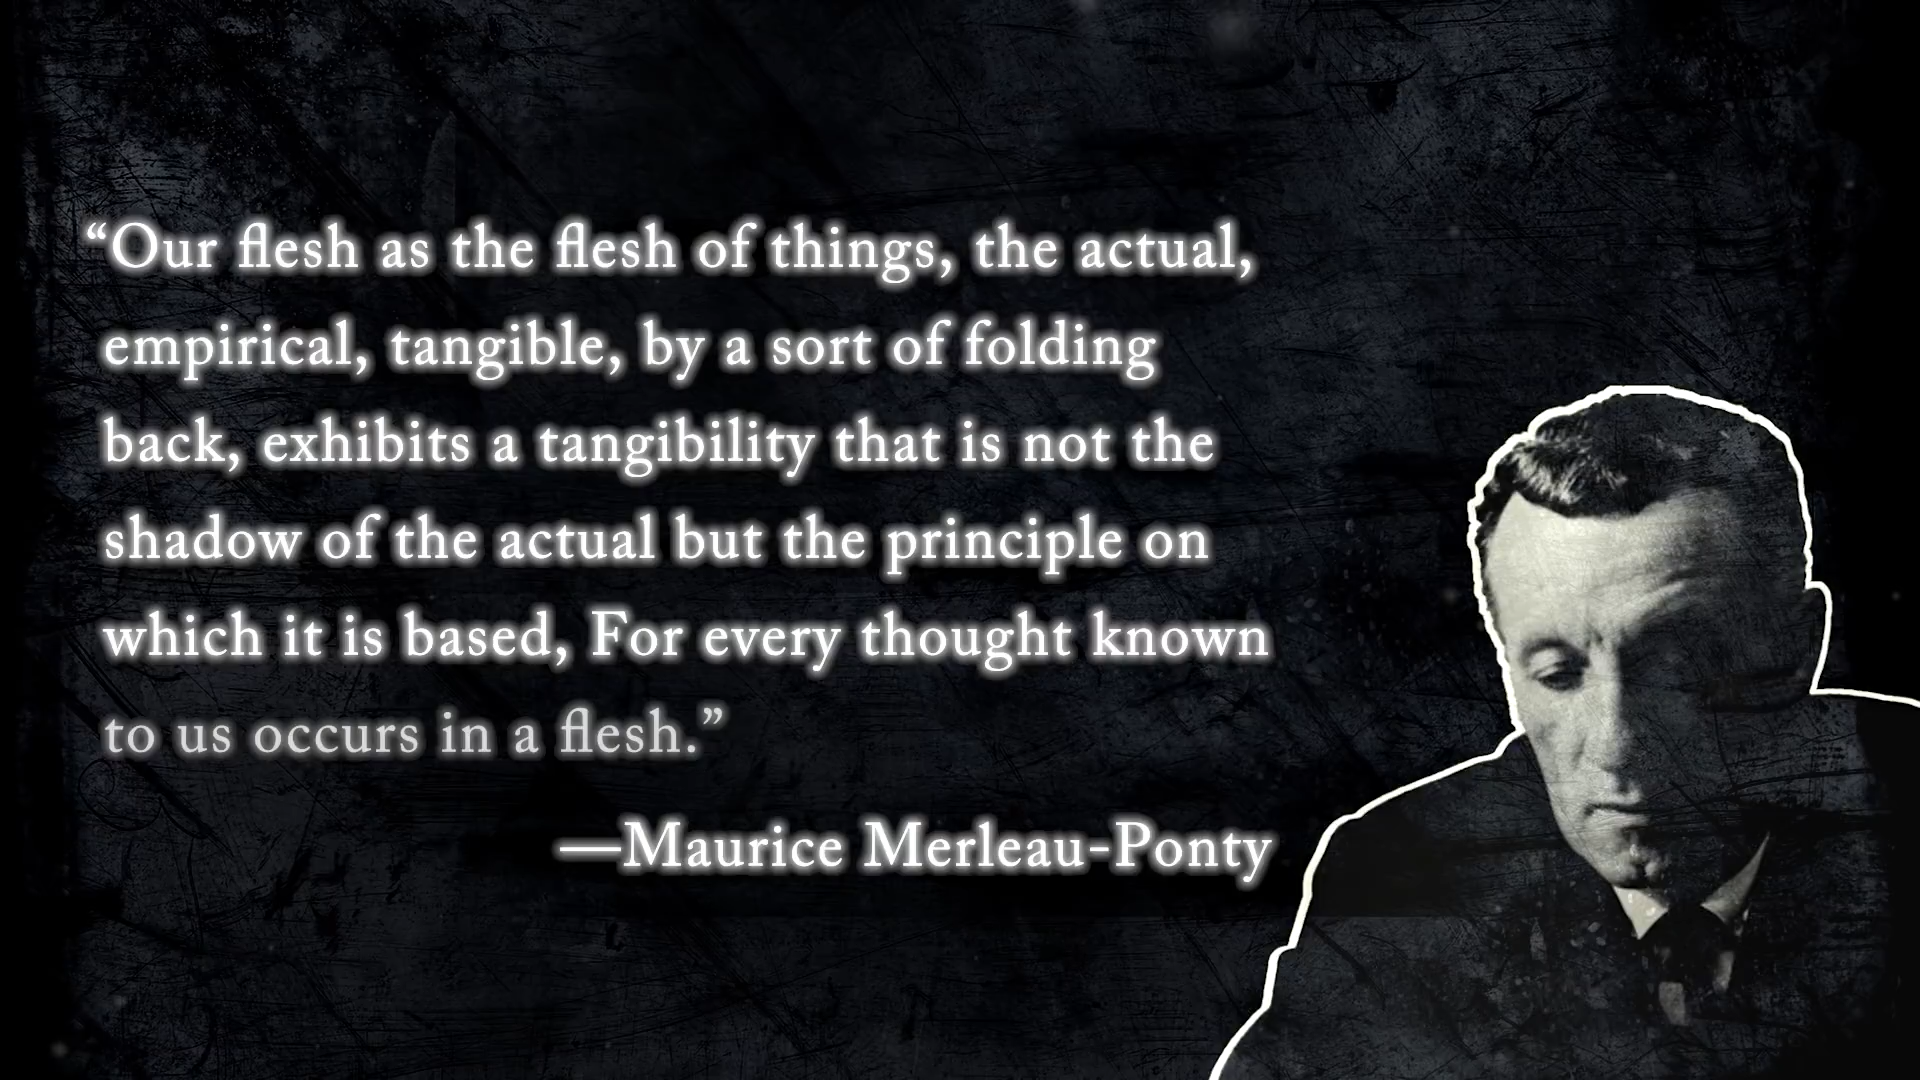 “Our flesh as the flesh of things, the actual,
empirical, tangible, by a sort of folding
back, exhibits a tangibility that is not the
shadow of the actual but the principle on
which it is based, For every thought known
to us occurs in a flesh.”
—Maurice Merleau-Ponty